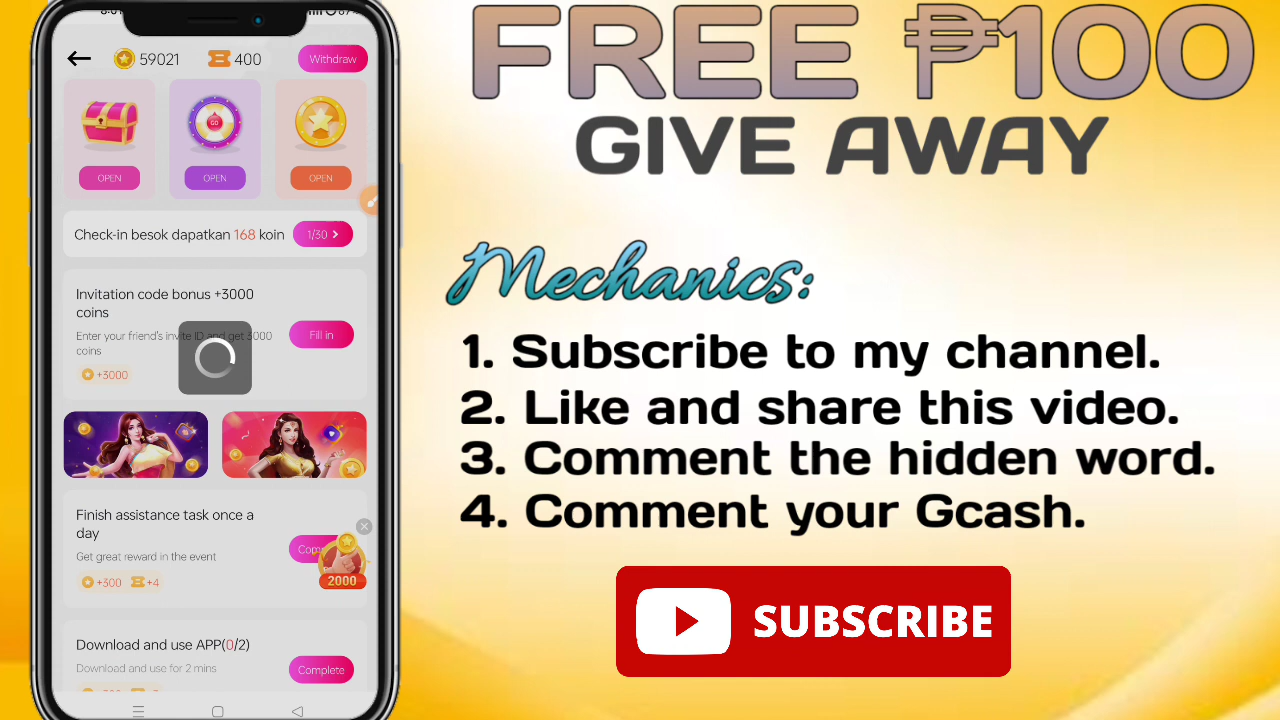 59021
400
Withdraw
OPEN
OPEN
OPEN
Check-in besok dapatkan 168 koin
1/30
Invitation code bonus +3000
coins
Enter your friend's invite ID and get 3000
coins
Fill in
+3000
Finish assistance task once a
day
Get great reward in the event
+300
+4
2000
Download and use APP(0/2)
Download and use for 2 mins
Complete
FREE ₱100
GIVE AWAY
Mechanics:
1. Subscribe to my channel.
2. Like and share this video.
3. Comment the hidden word.
4. Comment your Gcash.
SUBSCRIBE